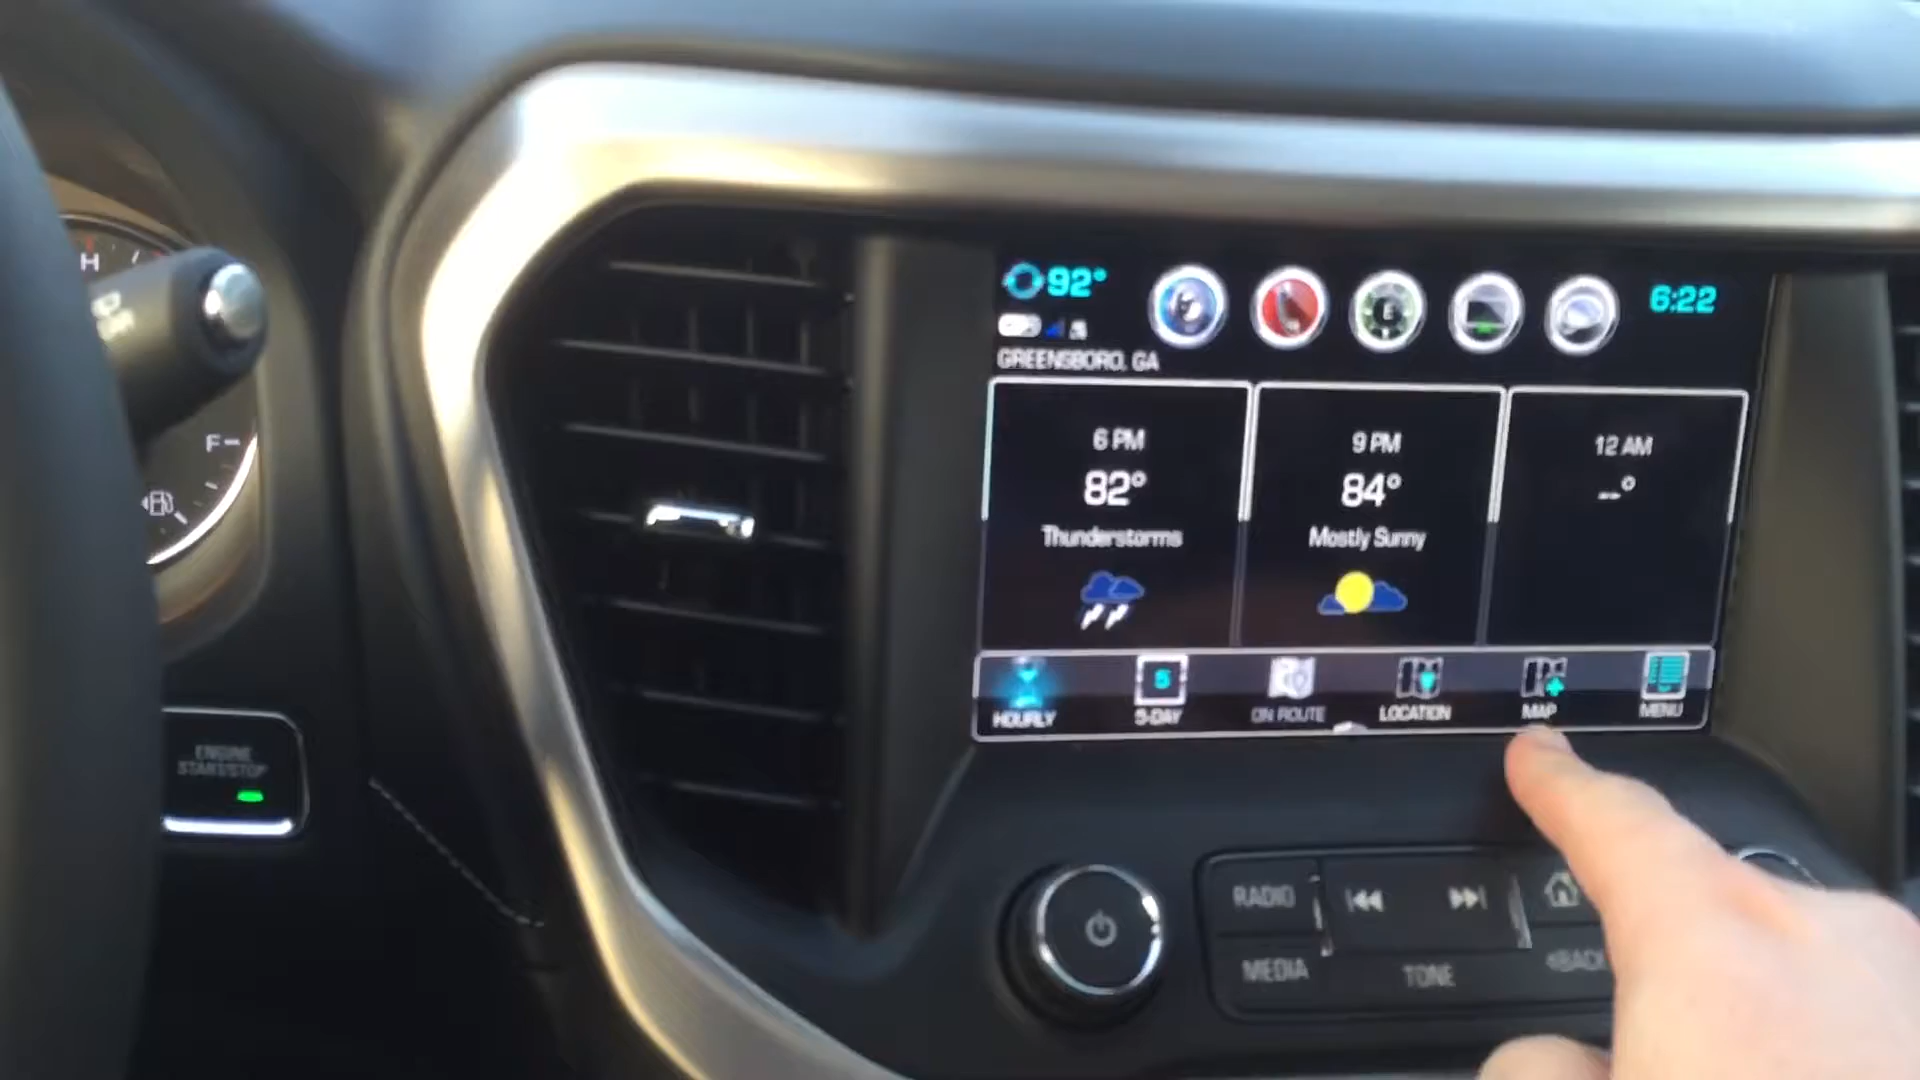 92°
6:22
GREENSBORO, GA
6 PM
82°
Thunderstorms
9 PM
84°
Mostly Sunny
12 AM
--°
HOURLY
5
5-DAY
ON ROUTE
LOCATION
MAP
MENU
H
F
ENGINE
START/STOP
RADIO
MEDIA
TONE
BACK
E